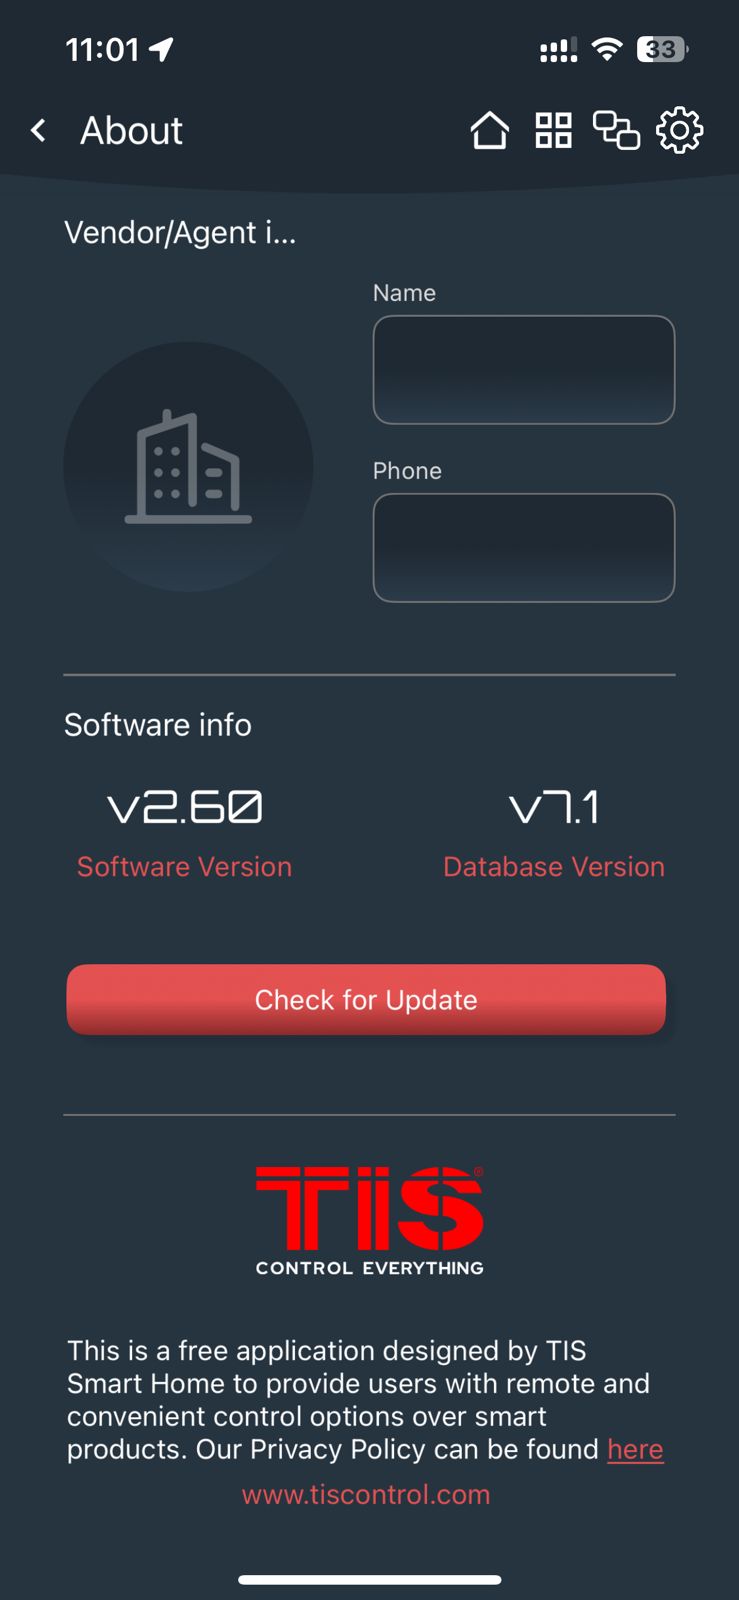 11:01
33
About
Vendor/Agent i...
Name
Phone
Software info
v2.60
v7.1
Software Version
Database Version
Check for Update
TIS®
CONTROL EVERYTHING
This is a free application designed by TIS
Smart Home to provide users with remote and
convenient control options over smart
products. Our Privacy Policy can be found here
www.tiscontrol.com